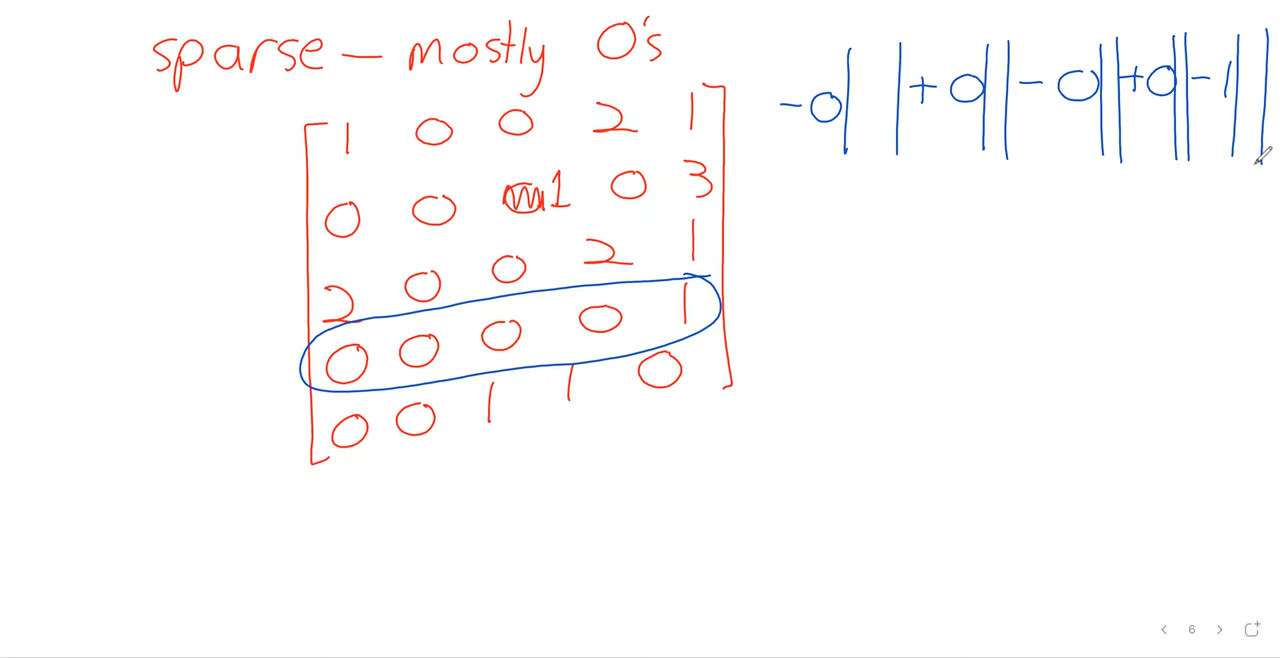 sparse — mostly 0's
-0| | +0| | - 0| | +0| | - 1| |
1 0 0 2 1
0 0 1 0 3
2 0 0 2 1
0 0 0 0 1
0 0 1 1 0
6